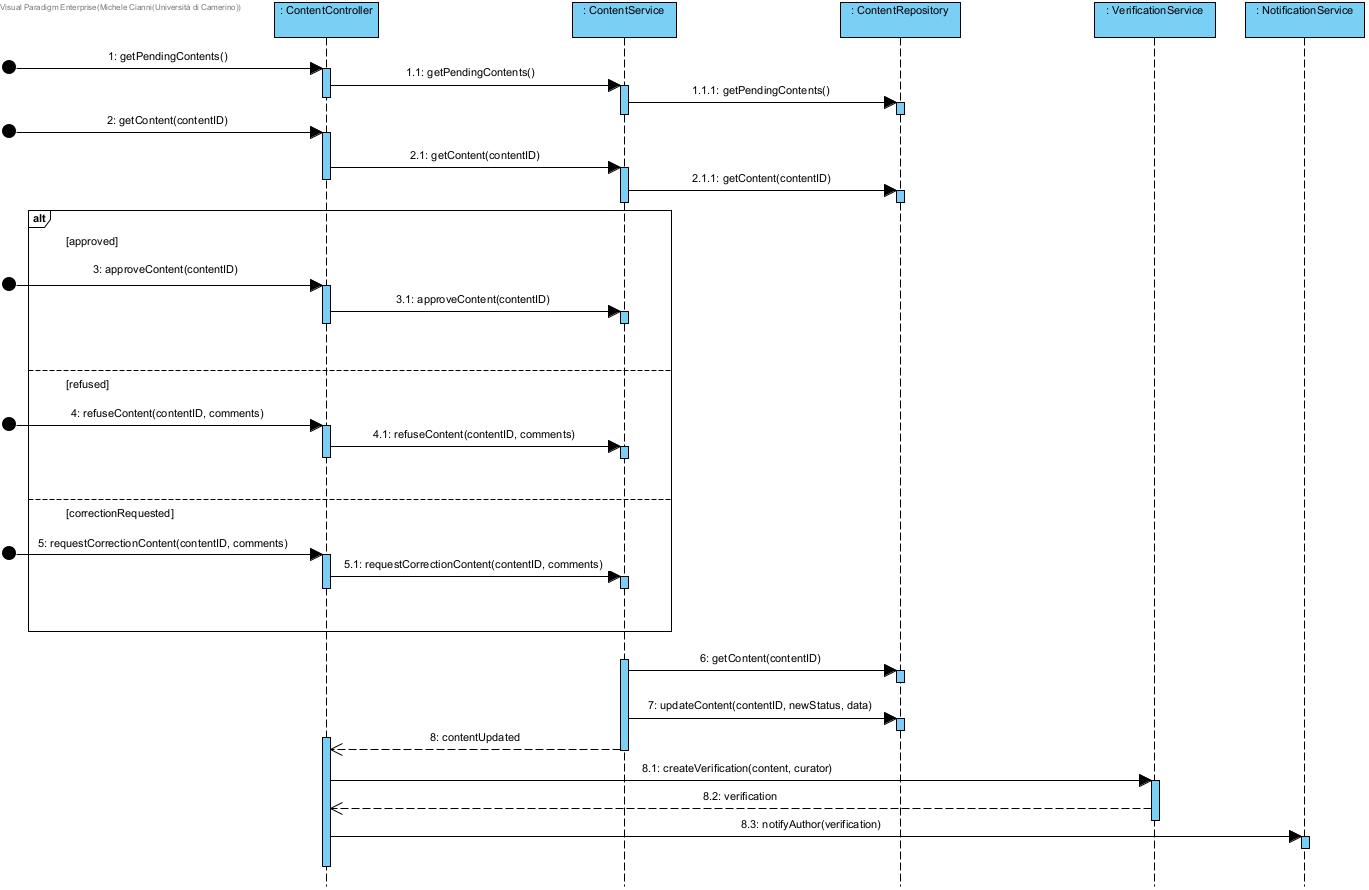 Visual Paradigm Enterprise(Michele Cianni(Università di Camerino))
: ContentController
: ContentService
: ContentRepository
: VerificationService
: NotificationService
1: getPendingContents()
1.1: getPendingContents()
1.1.1: getPendingContents()
2: getContent(contentID)
2.1: getContent(contentID)
2.1.1: getContent(contentID)
alt
[approved]
3: approveContent(contentID)
3.1: approveContent(contentID)
[refused]
4: refuseContent(contentID, comments)
4.1: refuseContent(contentID, comments)
[correctionRequested]
5: requestCorrectionContent(contentID, comments)
5.1: requestCorrectionContent(contentID, comments)
6: getContent(contentID)
7: updateContent(contentID, newStatus, data)
8: contentUpdated
8.1: createVerification(content, curator)
8.2: verification
8.3: notifyAuthor(verification)